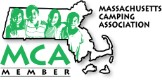 MASSACHUSETTS
CAMPING
ASSOCIATION
MCA
MEMBER